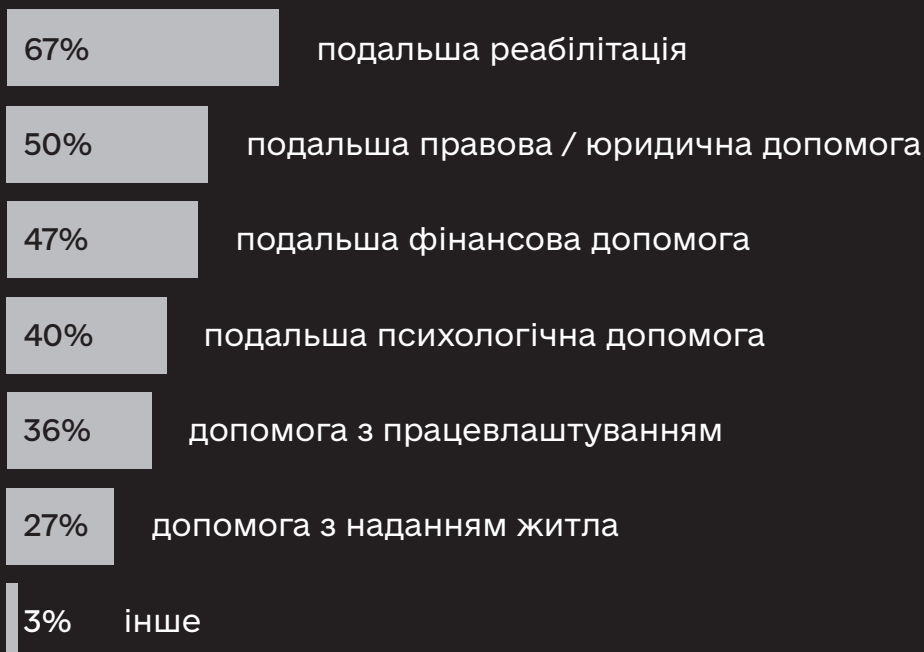 67% подальша реабілітація
50% подальша правова / юридична допомога
47% подальша фінансова допомога
40% подальша психологічна допомога
36% допомога з працевлаштуванням
27% допомога з наданням житла
3% інше